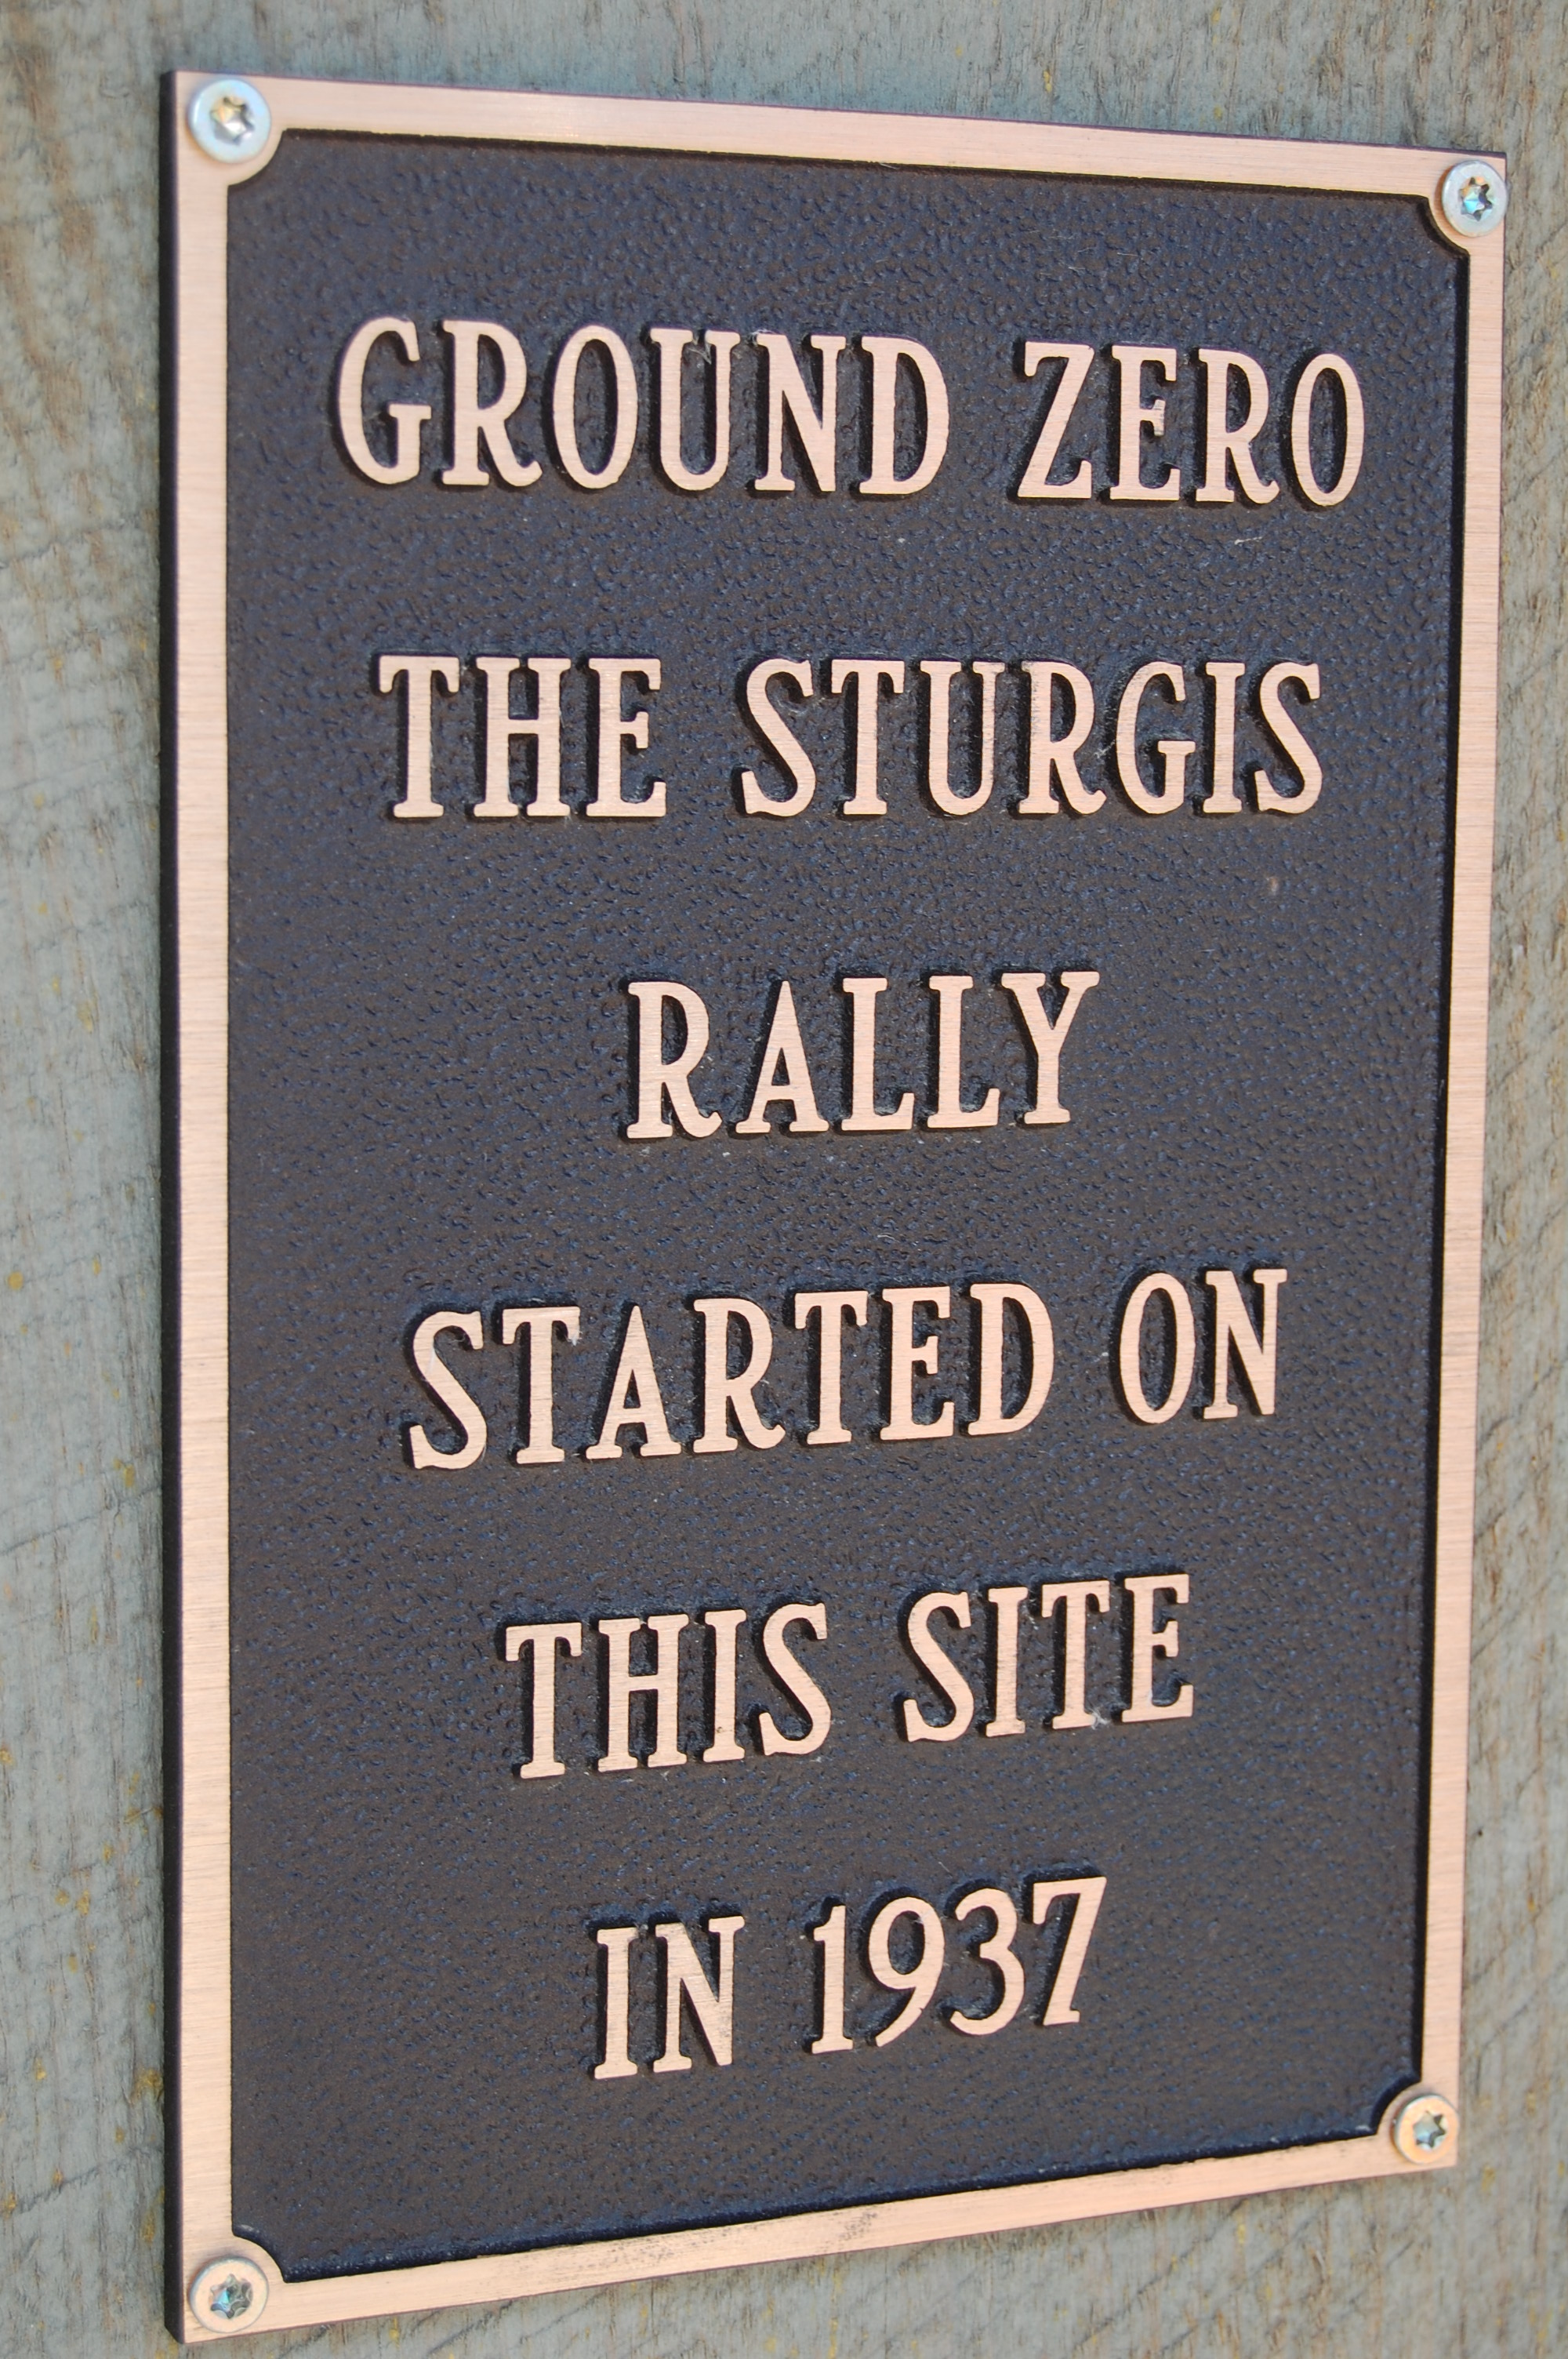 GROUND ZERO
THE STURGIS
RALLY
STARTED ON
THIS SITE
IN 1937